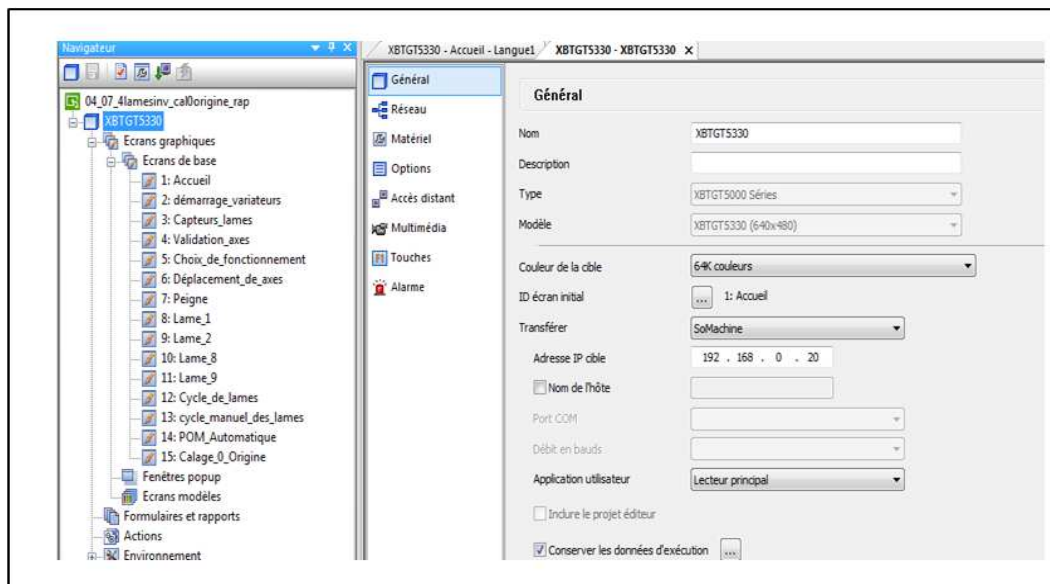 Navigateur
XBTGT5330 - Accueil - Langue1
XBTGT5330 - XBTGT5330
04_07_4lamesinv_cal0origine_rap
XBTGT5330
Ecrans graphiques
Ecrans de base
1: Accueil
2: démarrage_variateurs
3: Capteurs_lames
4: Validation_axes
5: Choix_de_fonctionnement
6: Déplacement_de_axes
7: Peigne
8: Lame_1
9: Lame_2
10: Lame_8
11: Lame_9
12: Cycle_de_lames
13: cycle_manuel_des_lames
14: POM_Automatique
15: Calage_0_Origine
Fenêtres popup
Ecrans modèles
Formulaires et rapports
Actions
Environnement
Général
Réseau
Matériel
Options
Accès distant
Multimédia
Touches
Alarme
Général
Nom XBTGT5330
Description
Type XBTGT5000 Séries
Modèle XBTGT5330 (640x480)
Couleur de la cible 64K couleurs
ID écran initial ... 1: Accueil
Transférer SoMachine
Adresse IP cible 192 . 168 . 0 . 20
Nom de l'hôte
Port COM
Débit en bauds
Application utilisateur Lecteur principal
Indure le projet éditeur
Conserver les données d'exécution ...